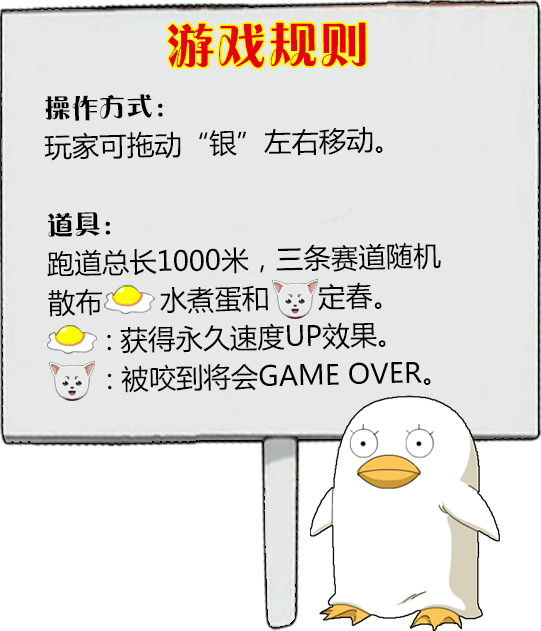 游戏规则
操作方式：
玩家可拖动“银”左右移动。
道具：
跑道总长1000米，三条赛道随机
散布水煮蛋和定春。
：获得永久速度UP效果。
：被咬到将会GAME OVER。